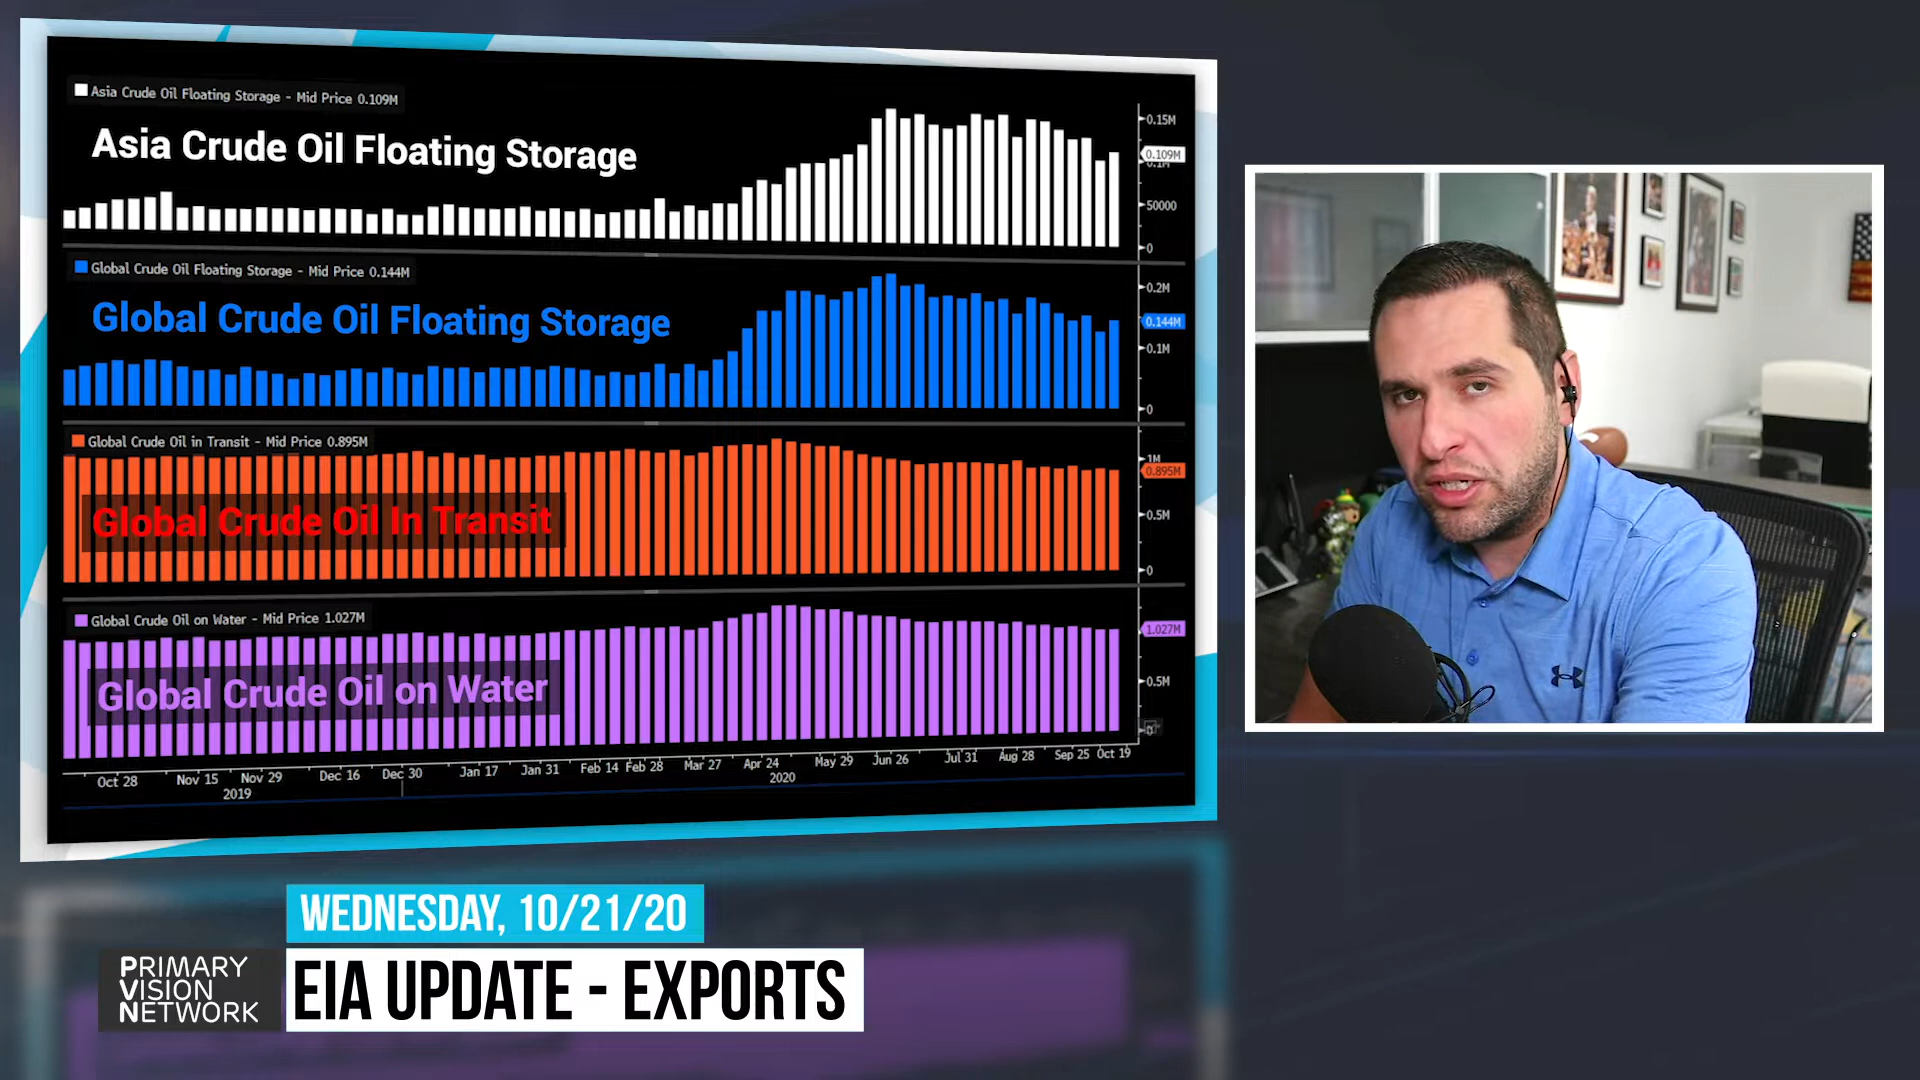 Asia Crude Oil Floating Storage - Mid Price 0.109M
Asia Crude Oil Floating Storage
0.15M
0.109M
0.1M
50000
0
Global Crude Oil Floating Storage - Mid Price 0.144M
Global Crude Oil Floating Storage
0.2M
0.144M
0.1M
0
Global Crude Oil in Transit - Mid Price 0.895M
Global Crude Oil In Transit
1M
0.895M
0.5M
0
Global Crude Oil on Water - Mid Price 1.027M
Global Crude Oil on Water
1.027M
0.5M
Oct 28 Nov 15 Nov 29 Dec 16 Dec 30 Jan 17 Jan 31 Feb 14 Feb 28 Mar 27 Apr 24 May 29 Jun 26 Jul 31 Aug 28 Sep 25 Oct 19
2019 2020
WEDNESDAY, 10/21/20
PRIMARY
VISION
NETWORK
EIA UPDATE - EXPORTS